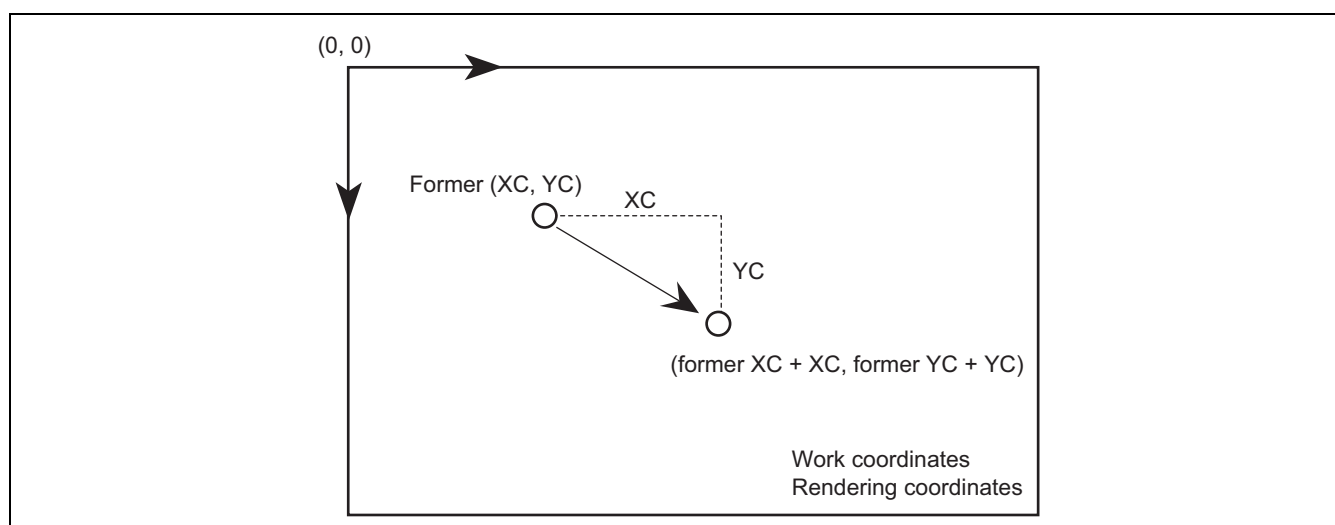 (0, 0)
Former (XC, YC)
XC
YC
(former XC + XC, former YC + YC)
Work coordinates
Rendering coordinates